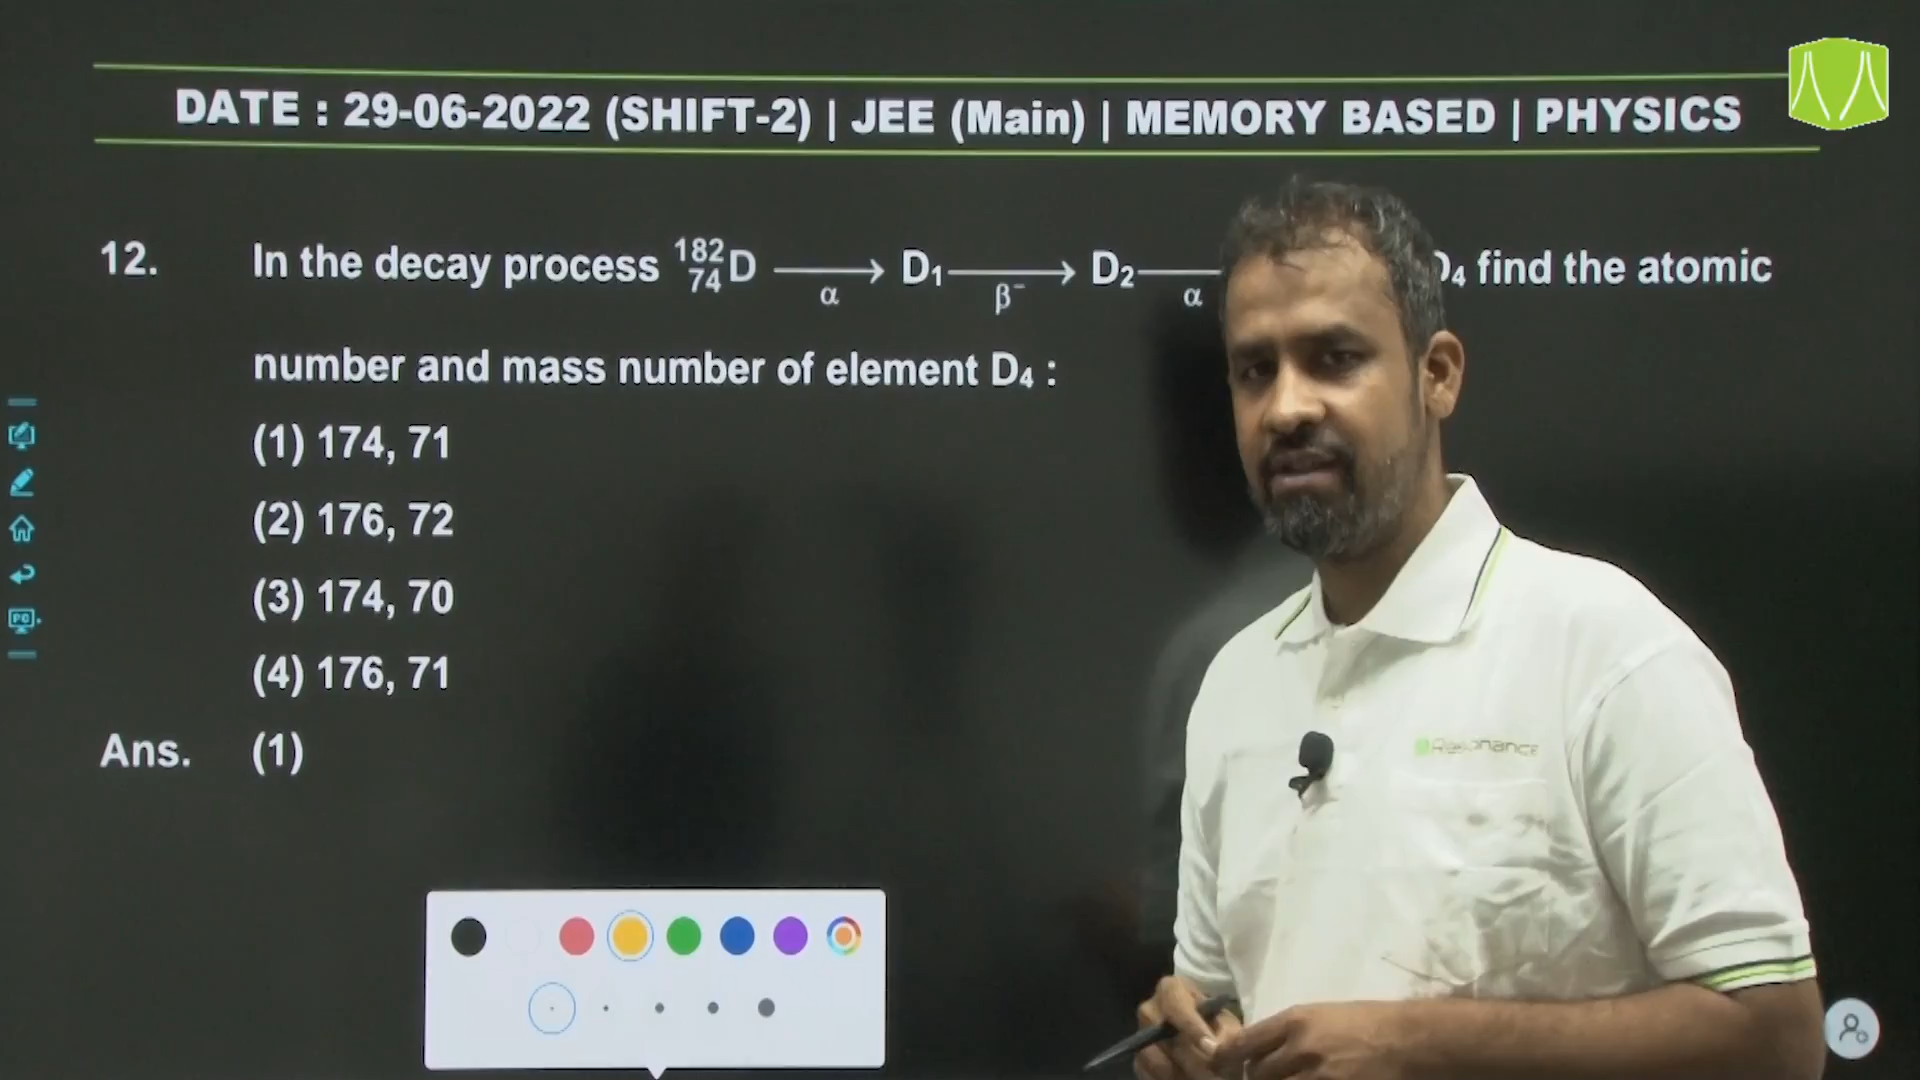 DATE : 29-06-2022 (SHIFT-2) | JEE (Main) | MEMORY BASED | PHYSICS
12. In the decay process ¹⁸²₇₄D ⟶α D₁ ⟶β⁻ D₂ ⟶α D₄ find the atomic
number and mass number of element D₄ :
(1) 174, 71
(2) 176, 72
(3) 174, 70
(4) 176, 71
Ans. (1)
Resonance
PC